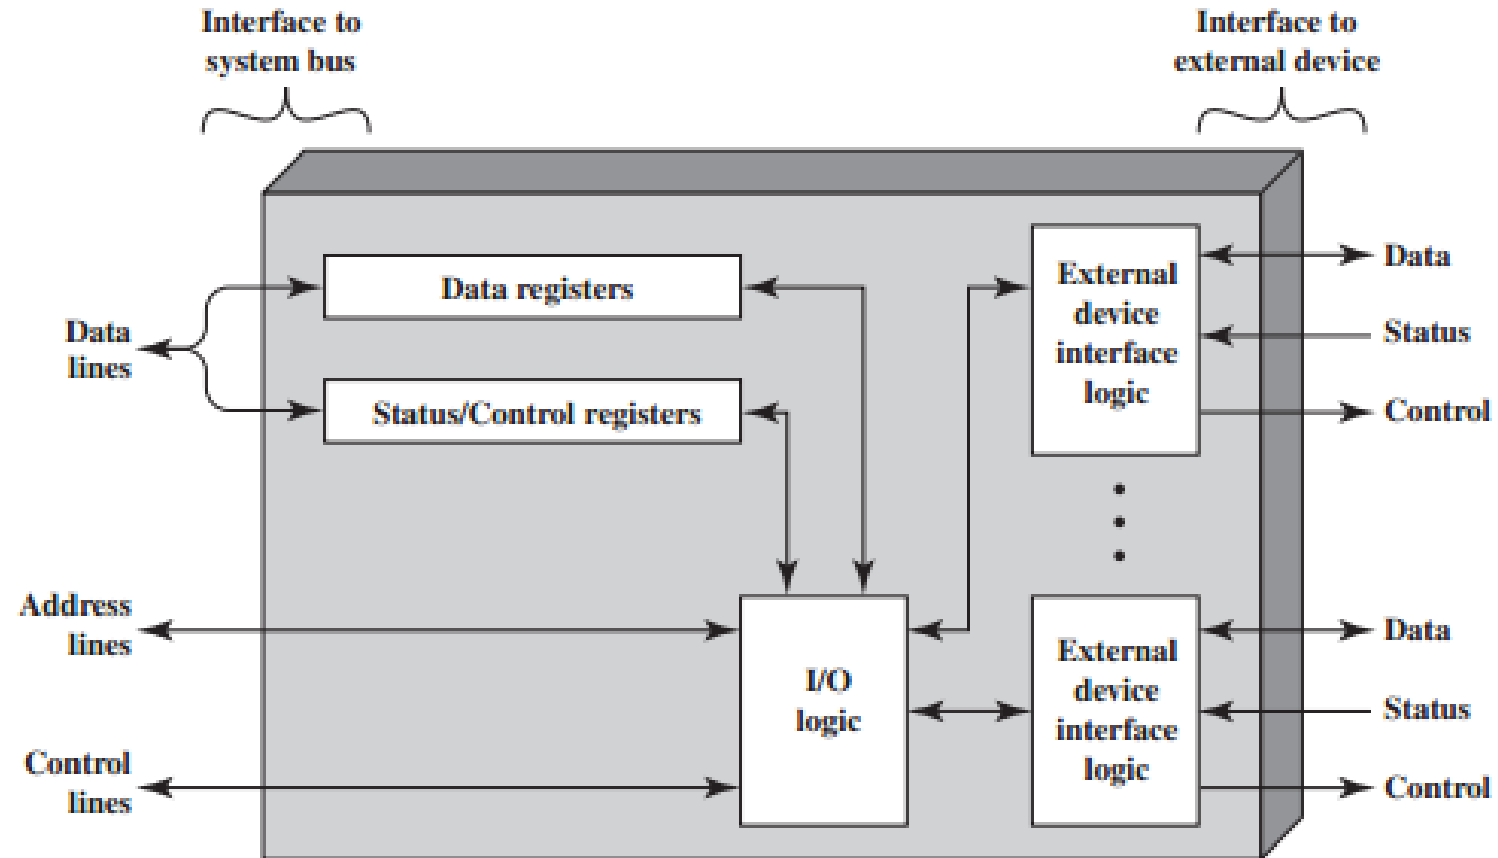 Interface to
system bus
Interface to
external device
Data registers
Data
lines
Status/Control registers
External
device
interface
logic
Data
Status
Control
Address
lines
I/O
logic
Control
lines
External
device
interface
logic
Data
Status
Control